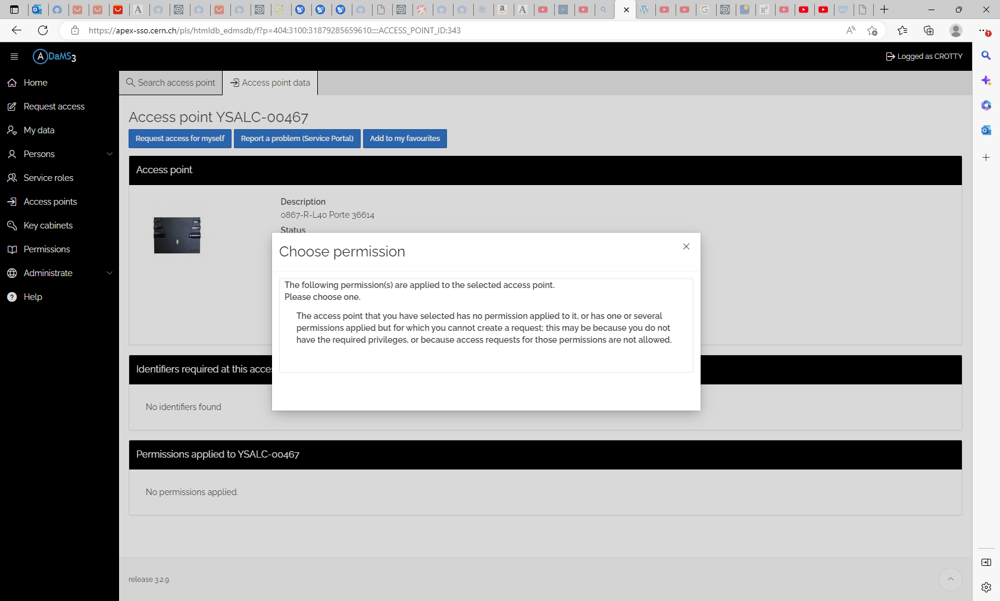 https://apex-sso.cern.ch/pls/htmldb_edmsdb/f?p=404:3100:31879285659610::::ACCESS_POINT_ID:343
ADaMS3
Logged as CROTTY
Home
Request access
My data
Persons
Service roles
Access points
Key cabinets
Permissions
Administrate
Help
Search access point
Access point data
Access point YSALC-00467
Request access for myself
Report a problem (Service Portal)
Add to my favourites
Access point
Description
0867-R-L40 Porte 36614
Status
Choose permission
The following permission(s) are applied to the selected access point.
Please choose one.
The access point that you have selected has no permission applied to it, or has one or several
permissions applied but for which you cannot create a request; this may be because you do not
have the required privileges, or because access requests for those permissions are not allowed.
Identifiers required at this acce
No identifiers found
Permissions applied to YSALC-00467
No permissions applied.
release 3.2.9